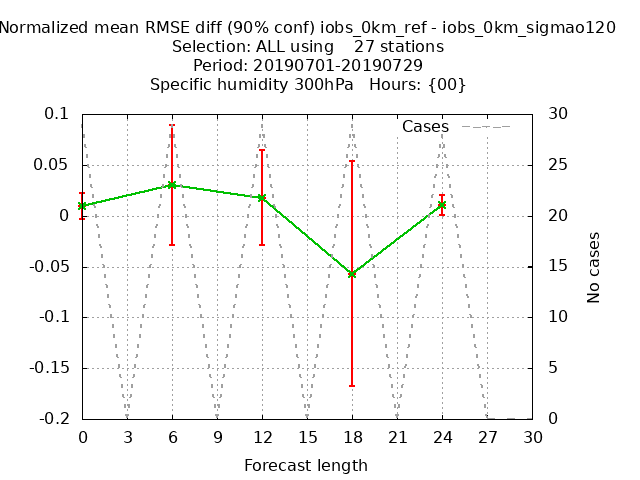 Normalized mean RMSE diff (90% conf) iobs_0km_ref - iobs_0km_sigmao120
Selection: ALL using    27 stations
Period: 20190701-20190729
Specific humidity 300hPa   Hours: {00}
Cases
0.1
0.05
0
-0.05
-0.1
-0.15
-0.2
30
25
20
15
10
5
0
No cases
0 3 6 9 12 15 18 21 24 27 30
Forecast length